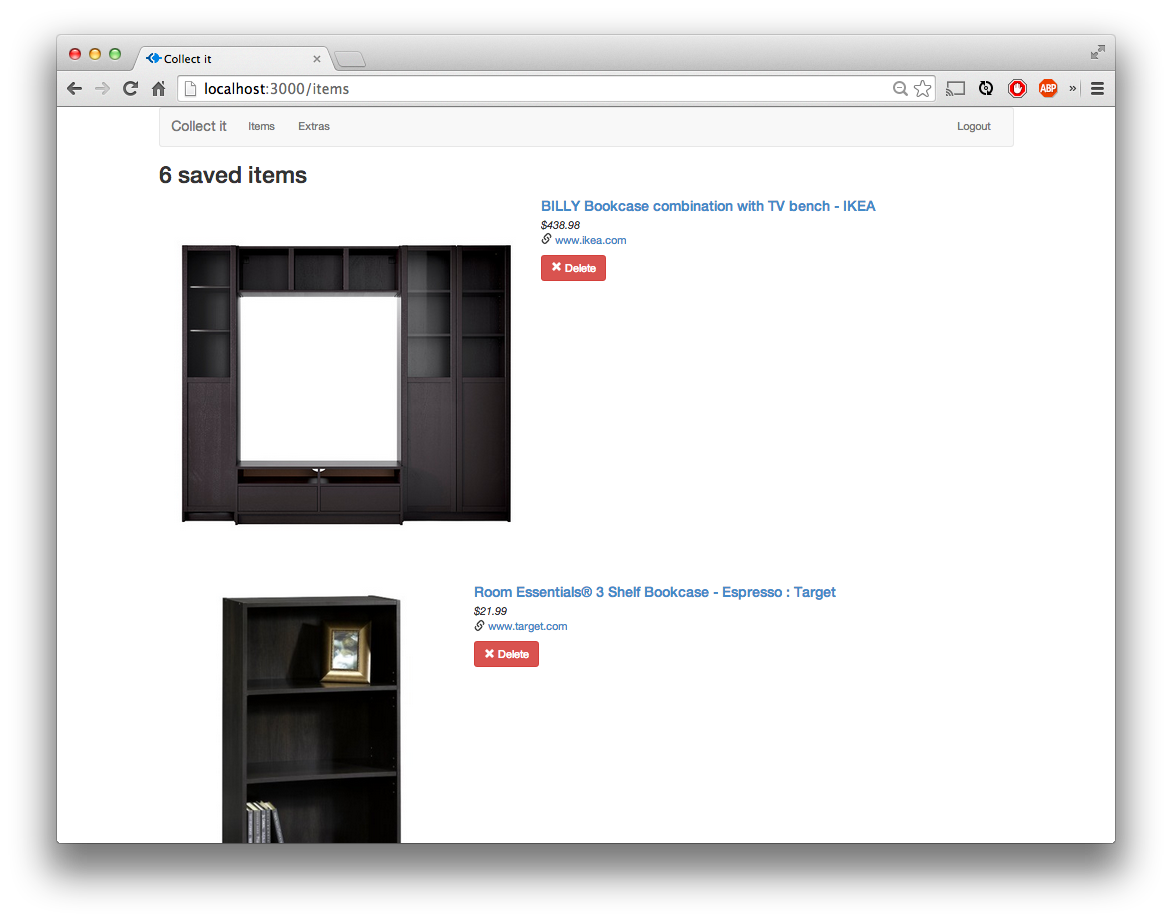 Collect it
localhost:3000/items
ABP
»
Collect it Items Extras Logout
6 saved items
BILLY Bookcase combination with TV bench - IKEA
$438.98
www.ikea.com
Delete
Room Essentials® 3 Shelf Bookcase - Espresso : Target
$21.99
www.target.com
Delete